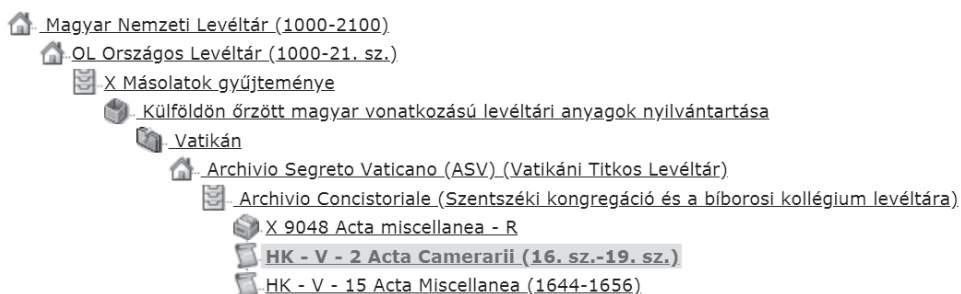 Magyar Nemzeti Levéltár (1000-2100)
OL Országos Levéltár (1000-21. sz.)
X Másolatok gyűjteménye
Külföldön őrzött magyar vonatkozású levéltári anyagok nyilvántartása
Vatikán
Archivio Segreto Vaticano (ASV) (Vatikáni Titkos Levéltár)
Archivio Concistoriale (Szentszéki kongregáció és a bíborosi kollégium levéltára)
X 9048 Acta miscellanea - R
HK - V - 2 Acta Camerarii (16. sz.-19. sz.)
HK - V - 15 Acta Miscellanea (1644-1656)